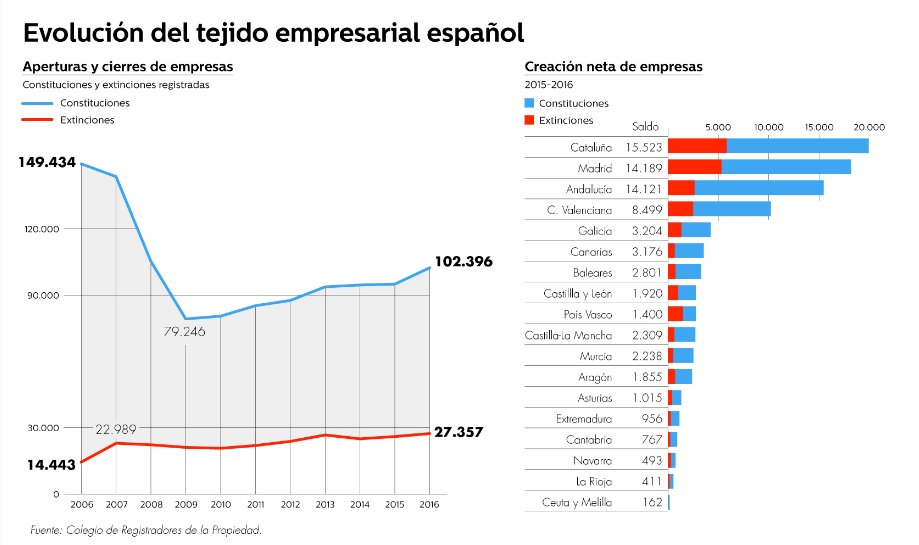 Evolución del tejido empresarial español
Aperturas y cierres de empresas
Constituciones y extinciones registradas
Constituciones
Extinciones
149.434
120.000
102.396
90.000
79.246
30.000
22.989
27.357
14.443
0
2006 2007 2008 2009 2010 2011 2012 2013 2014 2015 2016
Fuente: Colegio de Registradores de la Propiedad.
Creación neta de empresas
2015-2016
Constituciones
Extinciones
Saldo 5.000 10.000 15.000 20.000
Cataluña 15.523
Madrid 14.189
Andalucía 14.121
C. Valenciana 8.499
Galicia 3.204
Canarias 3.176
Baleares 2.801
Castillla y León 1.920
País Vasco 1.400
Castilla-La Mancha 2.309
Murcia 2.238
Aragón 1.855
Asturias 1.015
Extremadura 956
Cantabria 767
Navarra 493
La Rioja 411
Ceuta y Melilla 162